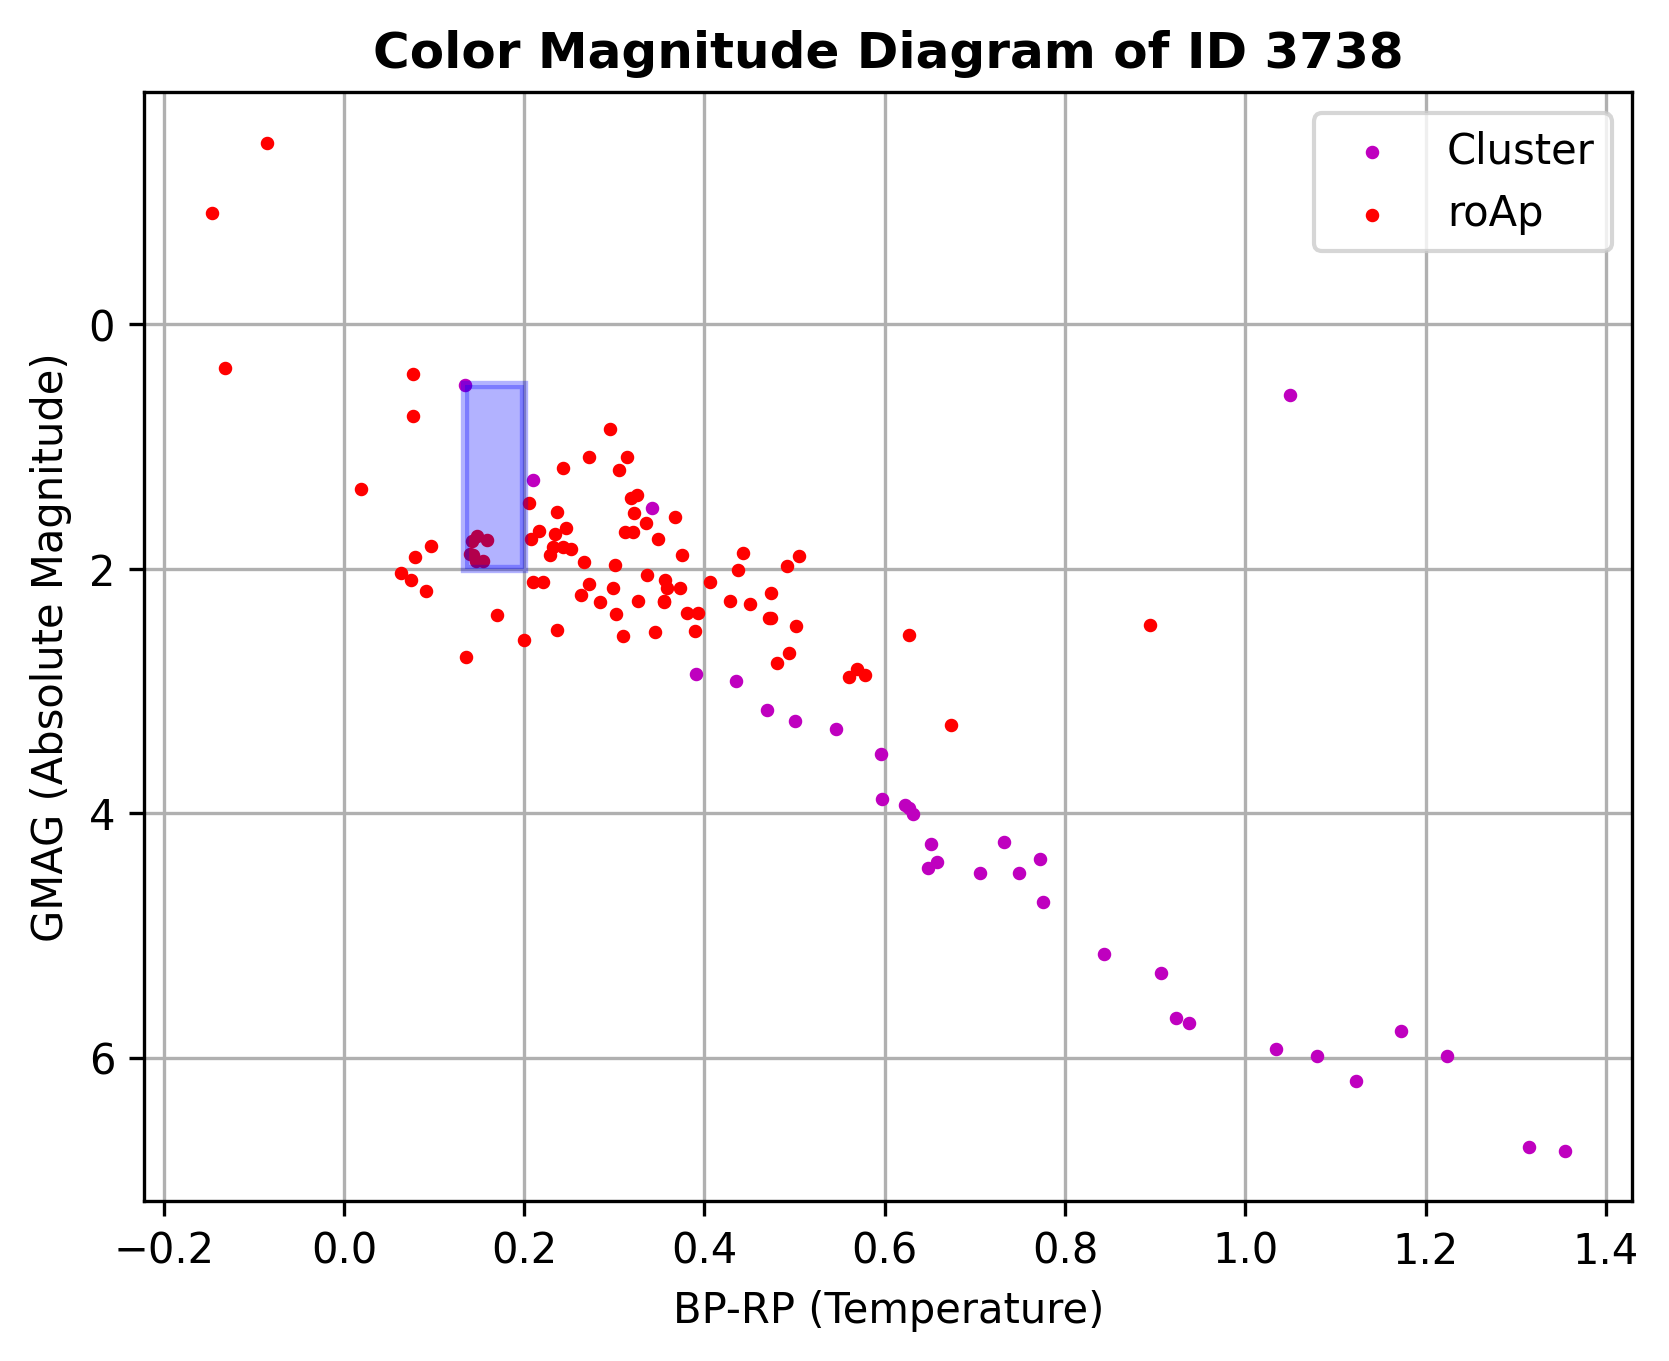 Color Magnitude Diagram of ID 3738
Cluster
roAp
GMAG (Absolute Magnitude)
0
2
4
6
−0.2 0.0 0.2 0.4 0.6 0.8 1.0 1.2 1.4
BP-RP (Temperature)